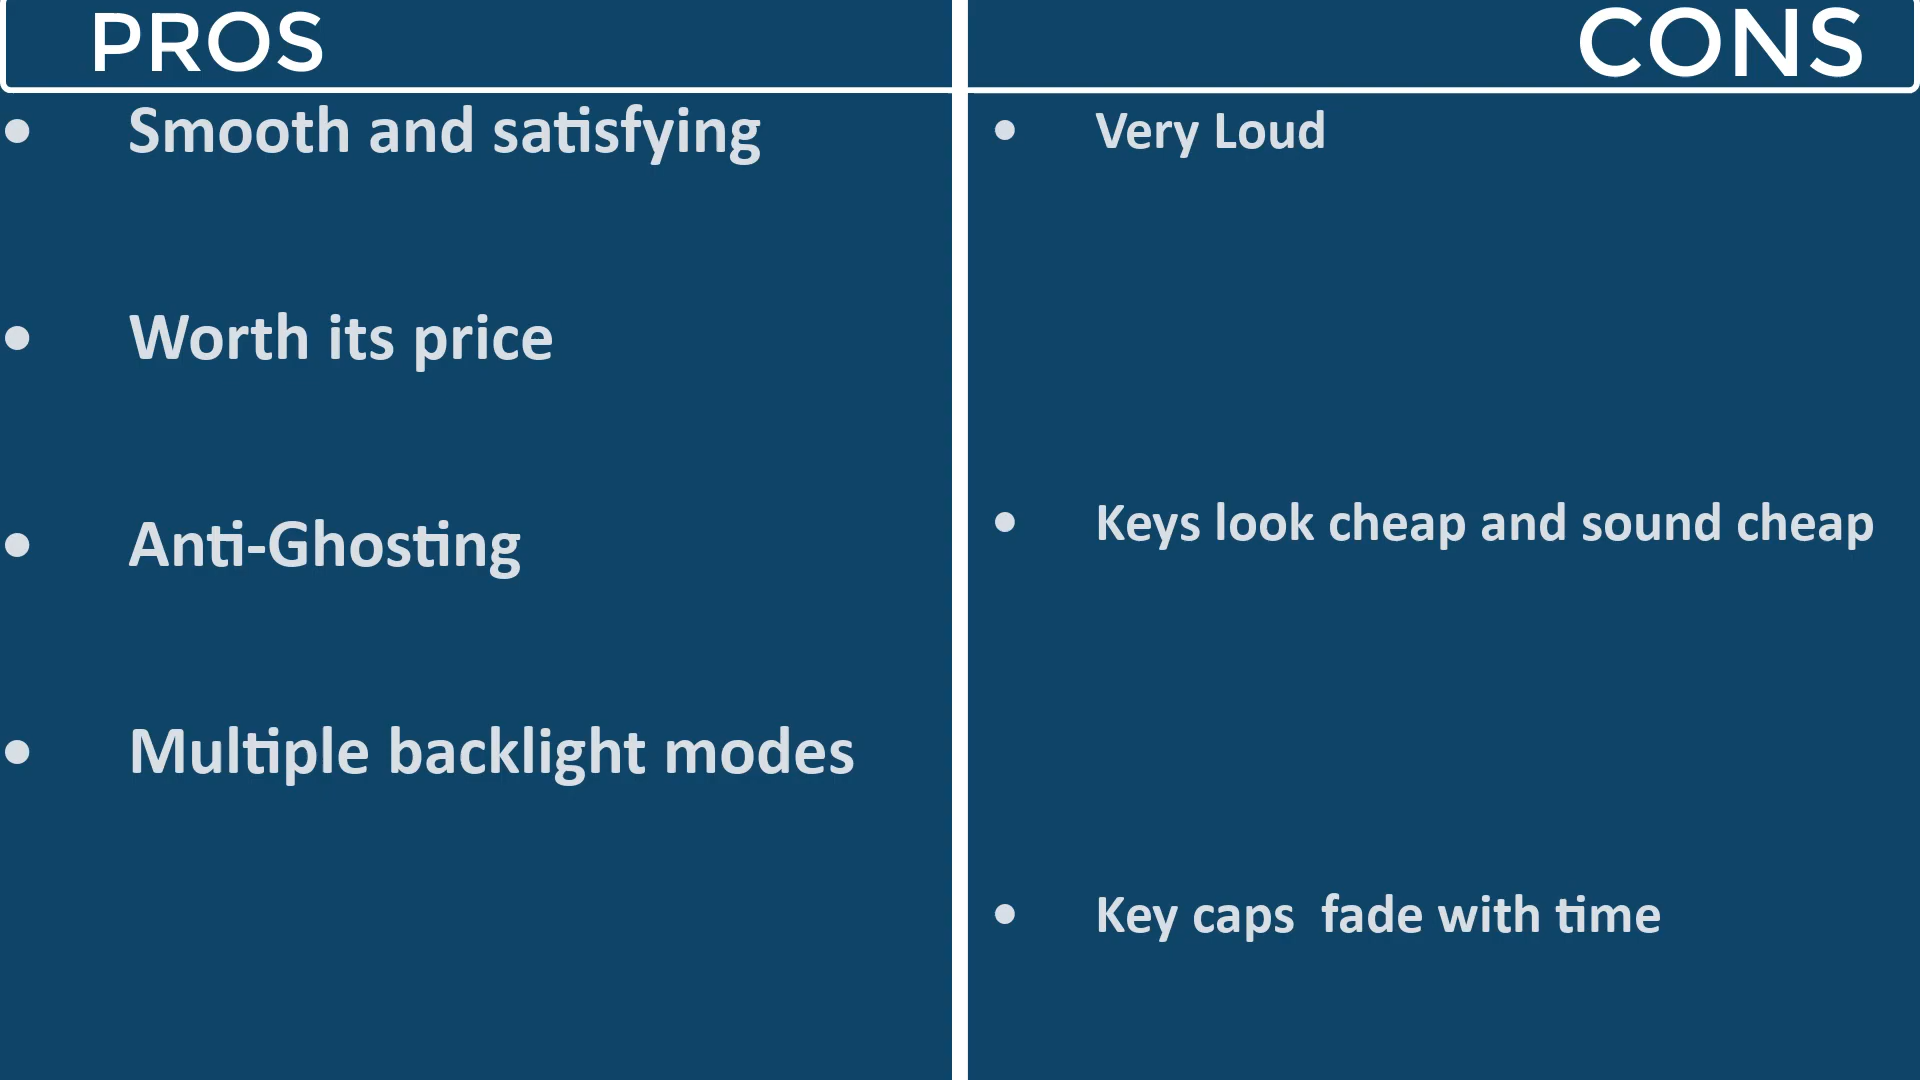 PROS
• Smooth and satisfying
• Worth its price
• Anti-Ghosting
• Multiple backlight modes
CONS
• Very Loud
• Keys look cheap and sound cheap
• Key caps  fade with time